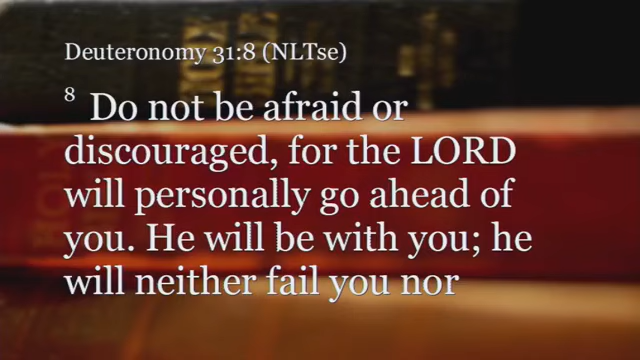 Deuteronomy 31:8 (NLTse)
8 Do not be afraid or
discouraged, for the LORD
will personally go ahead of
you. He will be with you; he
will neither fail you nor